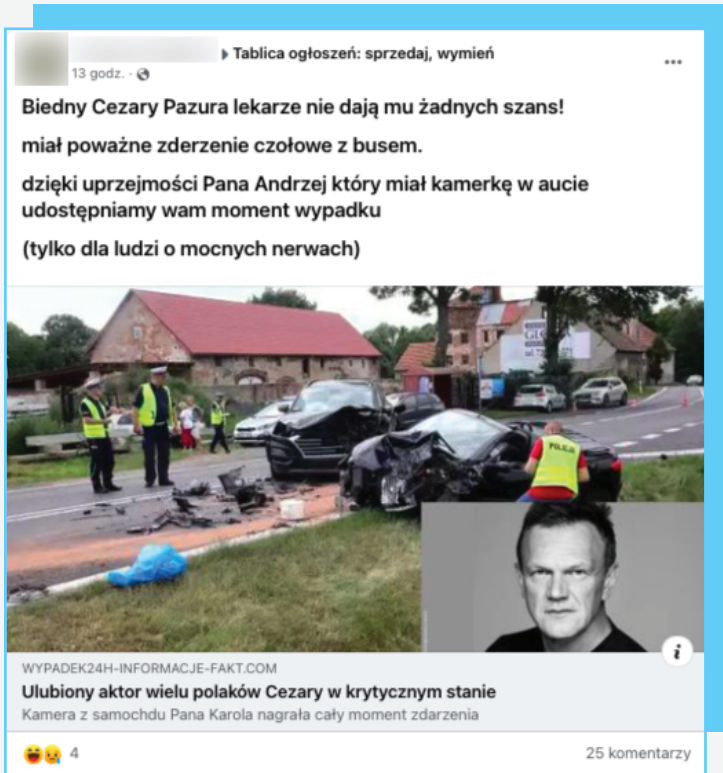 Tablica ogłoszeń: sprzedaj, wymień
13 godz.
Biedny Cezary Pazura lekarze nie dają mu żadnych szans!
miał poważne zderzenie czołowe z busem.
dzięki uprzejmości Pana Andrzej który miał kamerkę w aucie
udostępniamy wam moment wypadku
(tylko dla ludzi o mocnych nerwach)
POLICJA
WYPADEK24H-INFORMACJE-FAKT.COM
Ulubiony aktor wielu polaków Cezary w krytycznym stanie
Kamera z samochdu Pana Karola nagrała cały moment zdarzenia
4
25 komentarzy